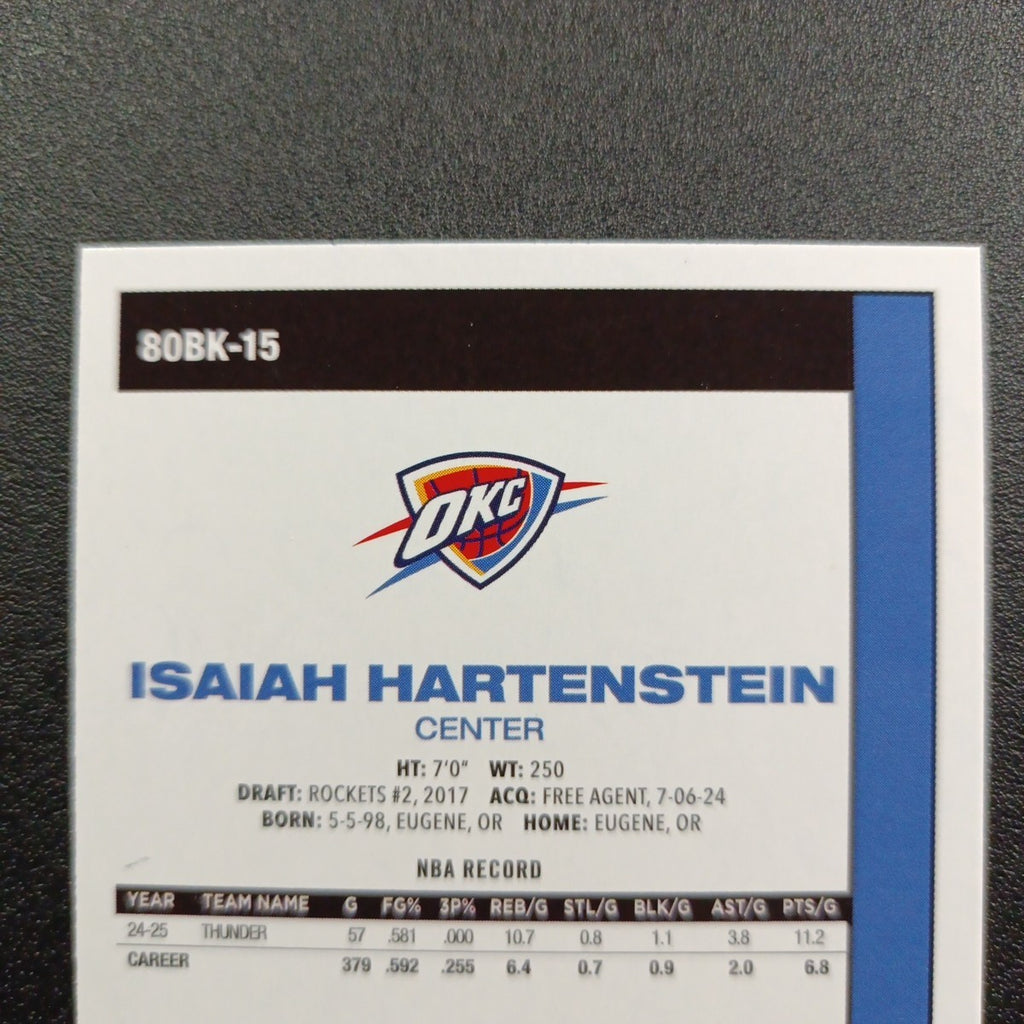 80BK-15
OKC
ISAIAH HARTENSTEIN
CENTER
HT: 7'0" WT: 250
DRAFT: ROCKETS #2, 2017 ACQ: FREE AGENT, 7-06-24
BORN: 5-5-98, EUGENE, OR HOME: EUGENE, OR
NBA RECORD
YEAR TEAM NAME G FG% 3P% REB/G STL/G BLK/G AST/G PTS/G
24-25 THUNDER 57 .581 .000 10.7 0.8 1.1 3.8 11.2
CAREER 379 .592 .255 6.4 0.7 0.9 2.0 6.8